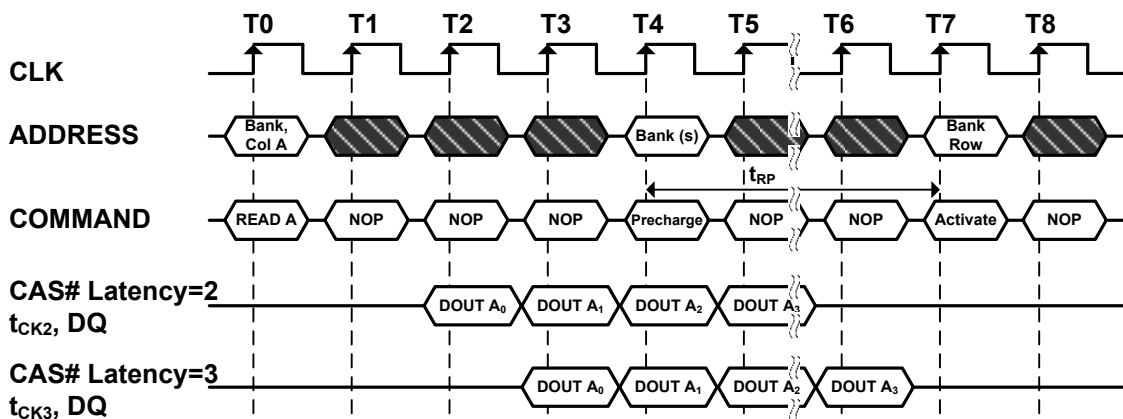 T0 T1 T2 T3 T4 T5 T6 T7 T8
CLK
ADDRESS
Bank,
Col A
Bank (s)
Bank
Row
tRP
COMMAND
READ A NOP NOP NOP Precharge NOP NOP Activate NOP
CAS# Latency=2
tCK2, DQ
DOUT A0 DOUT A1 DOUT A2 DOUT A3
CAS# Latency=3
tCK3, DQ
DOUT A0 DOUT A1 DOUT A2 DOUT A3